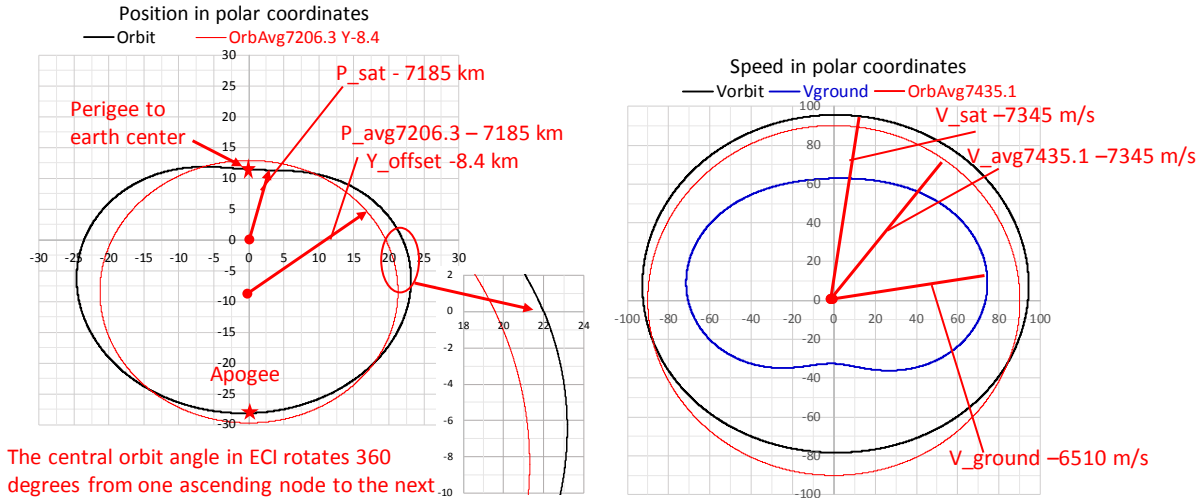 Position in polar coordinates
Orbit
OrbAvg7206.3 Y-8.4
30
25
20
15
10
5
0
-5
-10
-15
-20
-25
-30
-30 -25 -20 -15 -10 -5 0 5 10 15 20 25 30
P_sat - 7185 km
Perigee to
earth center
P_avg7206.3 – 7185 km
Y_offset -8.4 km
Apogee
2
0
-2
-4
-6
-8
-10
18 20 22 24
The central orbit angle in ECI rotates 360
degrees from one ascending node to the next
Speed in polar coordinates
Vorbit Vground OrbAvg7435.1
100
80
60
40
20
0
-20
-40
-60
-80
-100
-100 -80 -60 -40 -20 0 20 40 60 80 100
V_sat –7345 m/s
V_avg7435.1 –7345 m/s
V_ground –6510 m/s